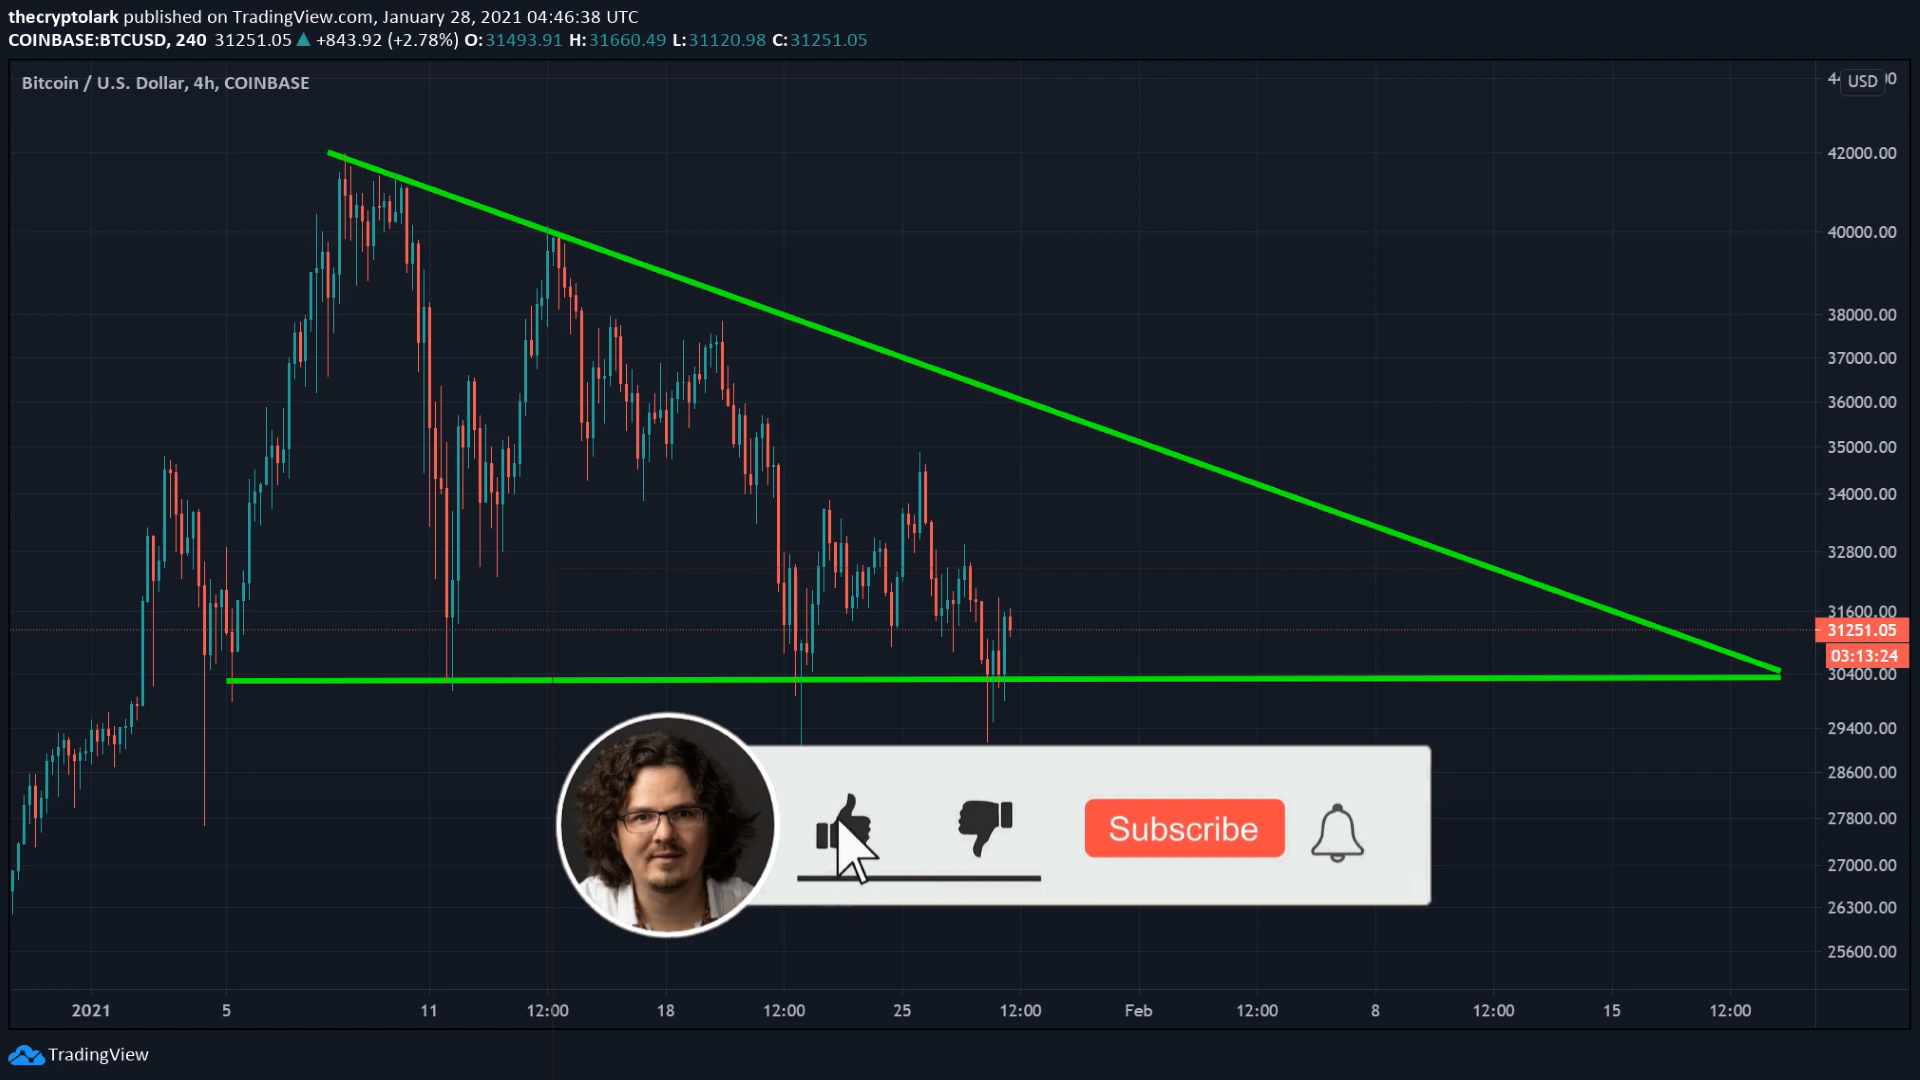 thecryptolark published on TradingView.com, January 28, 2021 04:46:38 UTC
COINBASE:BTCUSD, 240 31251.05 ▲ +843.92 (+2.78%) O:31493.91 H:31660.49 L:31120.98 C:31251.05
Bitcoin / U.S. Dollar, 4h, COINBASE
USD
42000.00
40000.00
38000.00
37000.00
36000.00
35000.00
34000.00
32800.00
31600.00
31251.05
03:13:24
30400.00
29400.00
28600.00
27800.00
27000.00
26300.00
25600.00
Subscribe
2021 5 11 12:00 18 12:00 25 12:00 Feb 12:00 8 12:00 15 12:00
TradingView